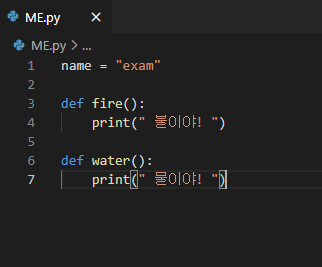 ME.py
ME.py > ...
1 name = "exam"
2
3 def fire():
4     print(" 불이야! ")
5
6 def water():
7     print(" 물이야! ")